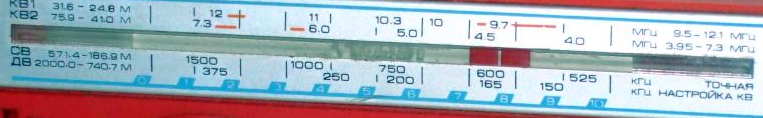 КВ1 31.6-24.8 М 12 11 10.3 10 9.7 МГц 9.5-12.1 МГц
КВ2 75.9-41.0 М 7.3 6.0 5.0 4.5 4.0 МГц 3.95-7.3 МГц
СВ 571.4-186.9 М 1500 1000 750 600 525 КГц ТОЧНАЯ
ДВ 2000.0-740.7 М 375 250 200 165 150 КГц НАСТРОЙКА КВ
0 1 2 3 4 5 6 7 8 9 10